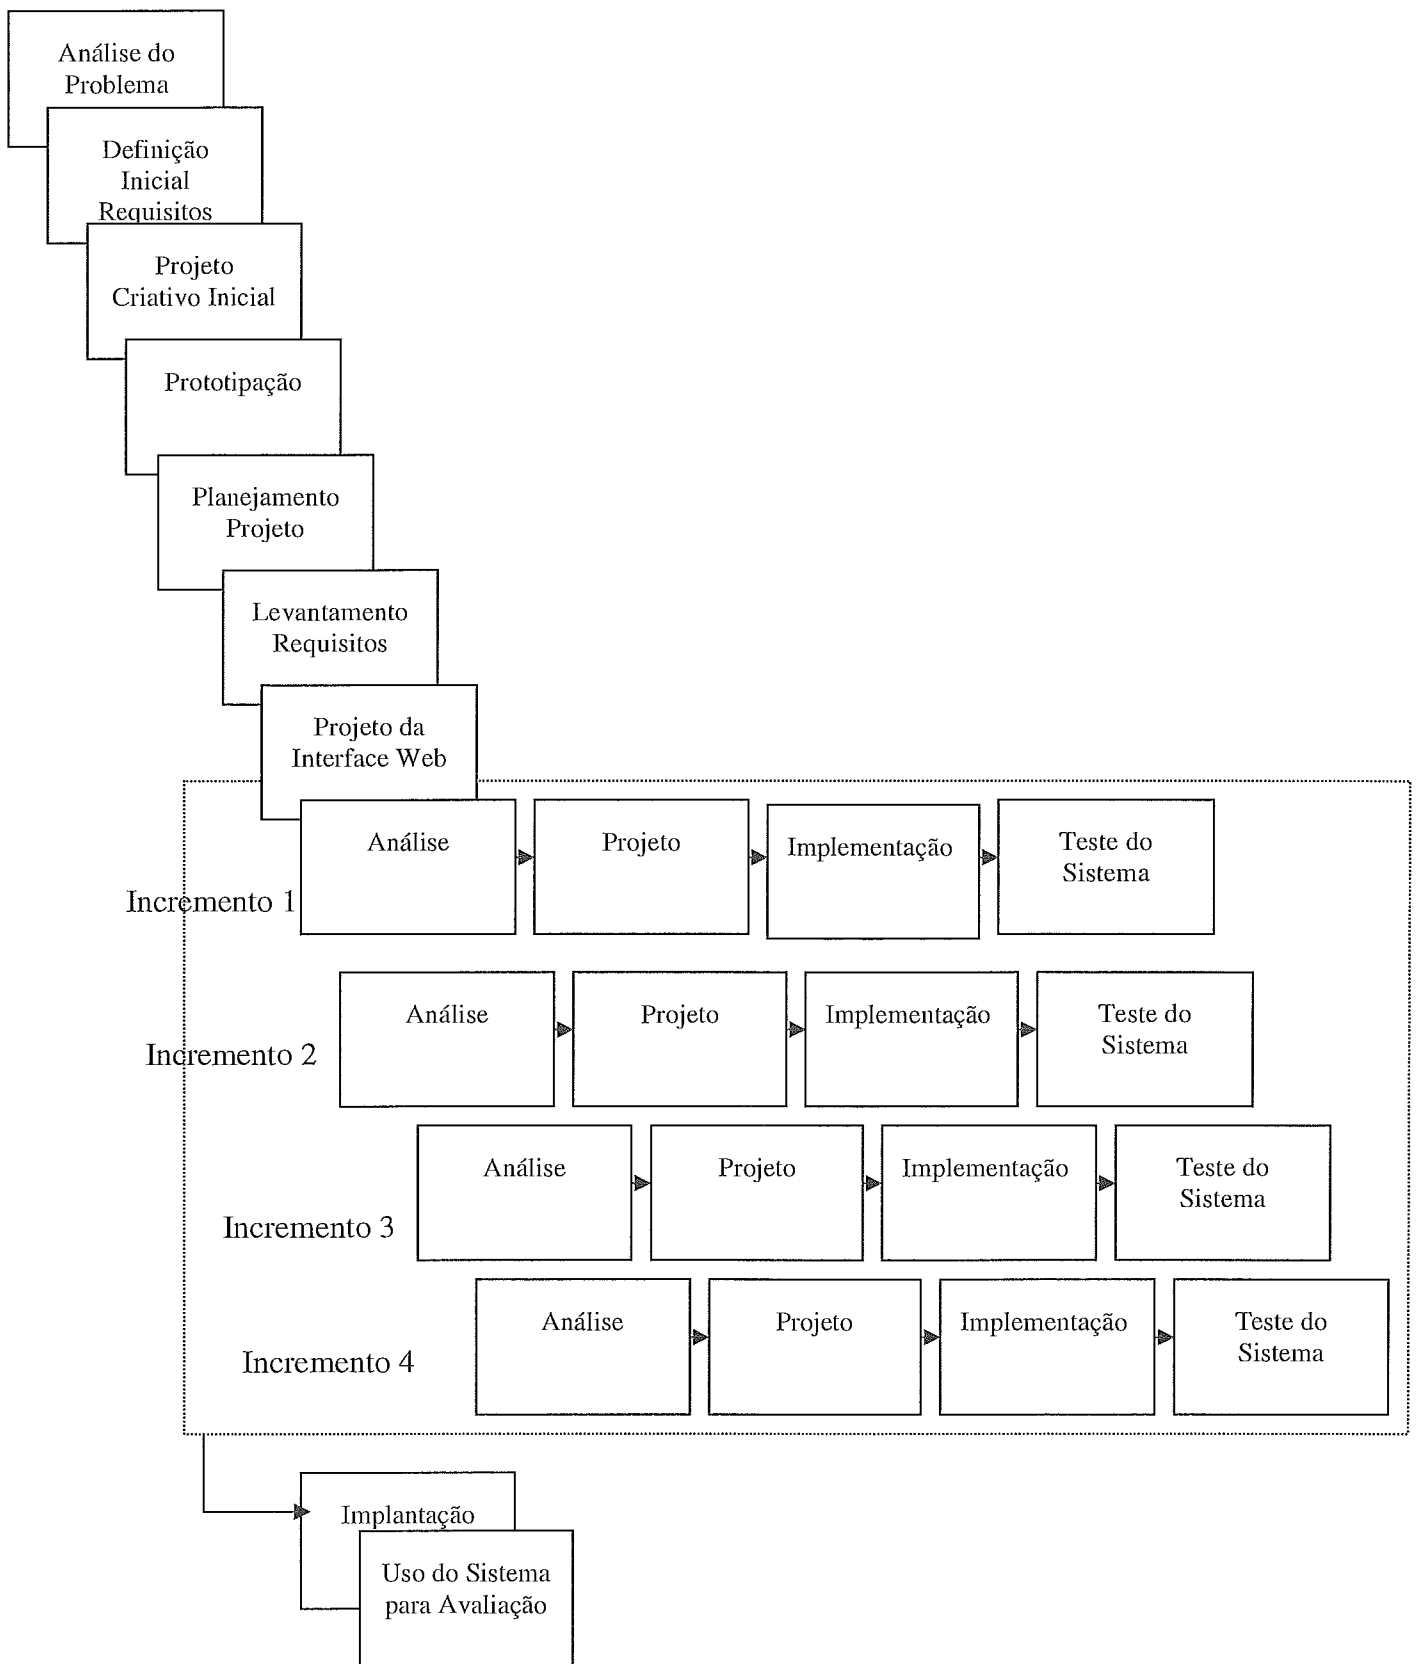 Análise do
Problema
Definição
Inicial
Requisitos
Projeto
Criativo Inicial
Prototipação
Planejamento
Projeto
Levantamento
Requisitos
Projeto da
Interface Web
Incremento 1
Análise
Projeto
Implementação
Teste do
Sistema
Incremento 2
Análise
Projeto
Implementação
Teste do
Sistema
Incremento 3
Análise
Projeto
Implementação
Teste do
Sistema
Incremento 4
Análise
Projeto
Implementação
Teste do
Sistema
Implantação
Uso do Sistema
para Avaliação